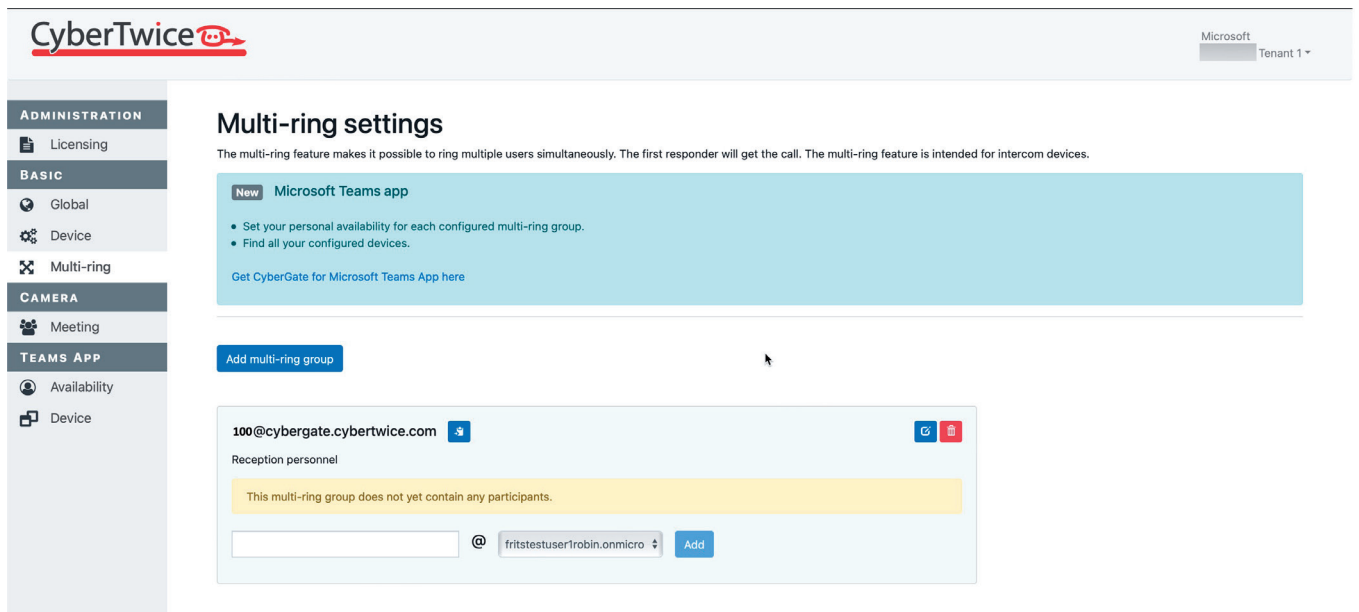 CyberTwice
Microsoft
Tenant 1
ADMINISTRATION
Licensing
BASIC
Global
Device
Multi-ring
CAMERA
Meeting
TEAMS APP
Availability
Device
Multi-ring settings
The multi-ring feature makes it possible to ring multiple users simultaneously. The first responder will get the call. The multi-ring feature is intended for intercom devices.
New Microsoft Teams app
• Set your personal availability for each configured multi-ring group.
• Find all your configured devices.
Get CyberGate for Microsoft Teams App here
Add multi-ring group
100@cybergate.cybertwice.com
Reception personnel
This multi-ring group does not yet contain any participants.
@ fritstestuser1robin.onmicro Add